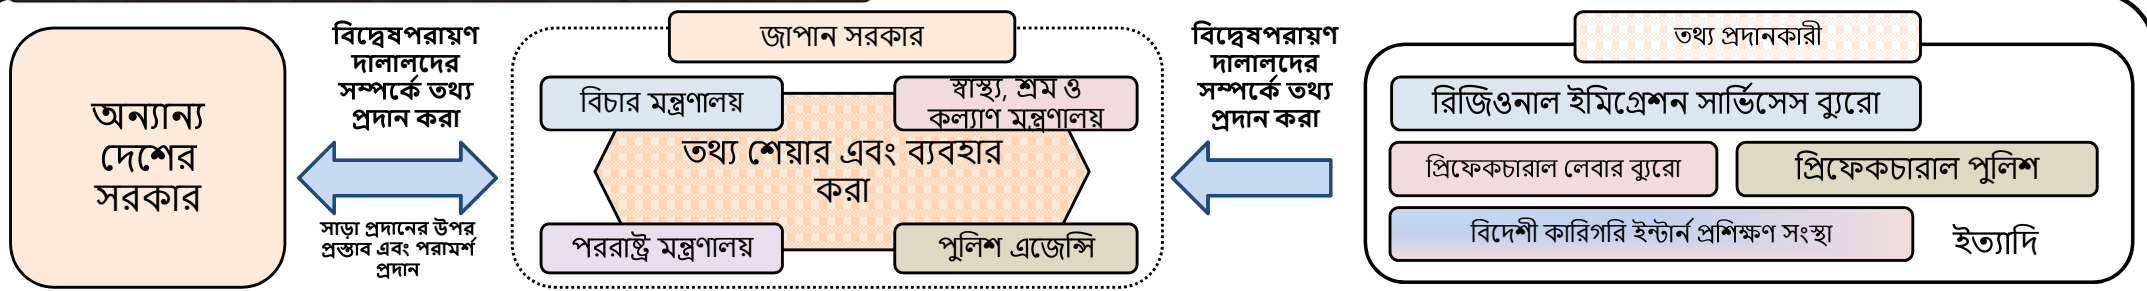 অন্যান্য
দেশের
সরকার
বিদ্বেষপরায়ণ
দালালদের
সম্পর্কে তথ্য
প্রদান করা
সাড়া প্রদানের উপর
প্রস্তাব এবং পরামর্শ
প্রদান
জাপান সরকার
বিচার মন্ত্রণালয়
স্বাস্থ্য, শ্রম ও
কল্যাণ মন্ত্রণালয়
তথ্য শেয়ার এবং ব্যবহার
করা
পররাষ্ট্র মন্ত্রণালয়
পুলিশ এজেন্সি
বিদ্বেষপরায়ণ
দালালদের
সম্পর্কে তথ্য
প্রদান করা
তথ্য প্রদানকারী
রিজিওনাল ইমিগ্রেশন সার্ভিসেস ব্যুরো
প্রিফেকচারাল লেবার ব্যুরো
প্রিফেকচারাল পুলিশ
বিদেশী কারিগরি ইন্টার্ন প্রশিক্ষণ সংস্থা
ইত্যাদি